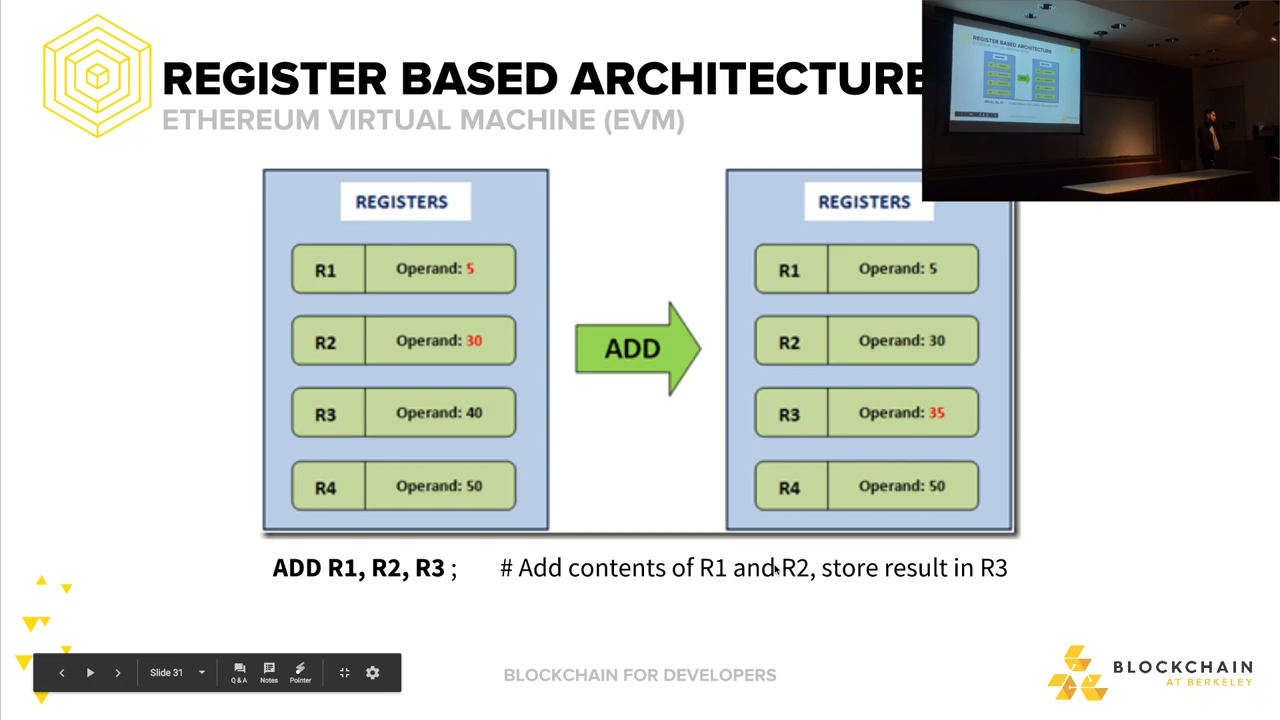 REGISTER BASED ARCHITECTURE
ETHEREUM VIRTUAL MACHINE (EVM)
REGISTERS
R1 Operand: 5
R2 Operand: 30
R3 Operand: 40
R4 Operand: 50
ADD
REGISTERS
R1 Operand: 5
R2 Operand: 30
R3 Operand: 35
R4 Operand: 50
ADD R1, R2, R3 ; # Add contents of R1 and R2, store result in R3
Slide 31
Q & A
Notes
Pointer
BLOCKCHAIN FOR DEVELOPERS
BLOCKCHAIN
AT BERKELEY
REGISTER BASED ARCHITECTURE